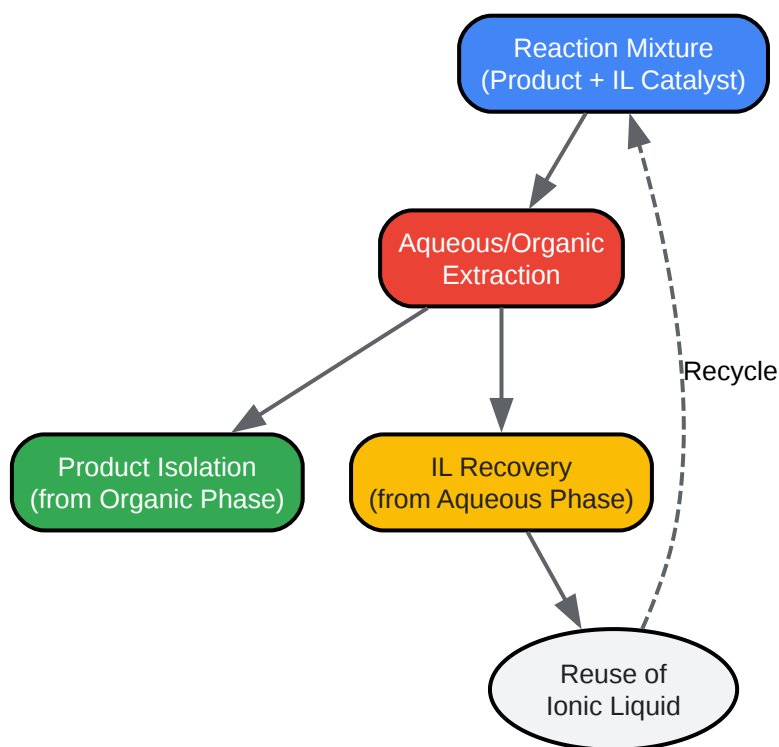 Reaction Mixture
(Product + IL Catalyst)
Aqueous/Organic
Extraction
Recycle
Product Isolation
(from Organic Phase)
IL Recovery
(from Aqueous Phase)
Reuse of
Ionic Liquid